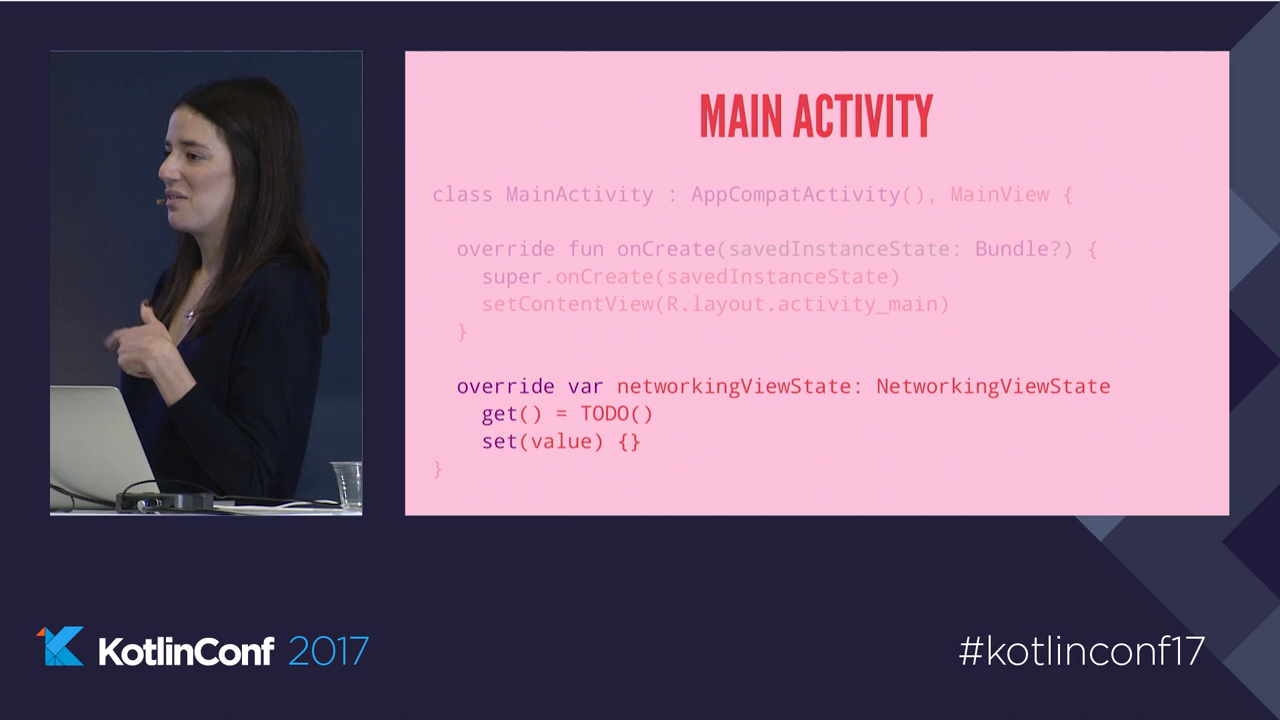 MAIN ACTIVITY
class MainActivity : AppCompatActivity(), MainView {
override fun onCreate(savedInstanceState: Bundle?) {
super.onCreate(savedInstanceState)
setContentView(R.layout.activity_main)
}
override var networkingViewState: NetworkingViewState
get() = TODO()
set(value) {}
}
KotlinConf 2017
#kotlinconf17